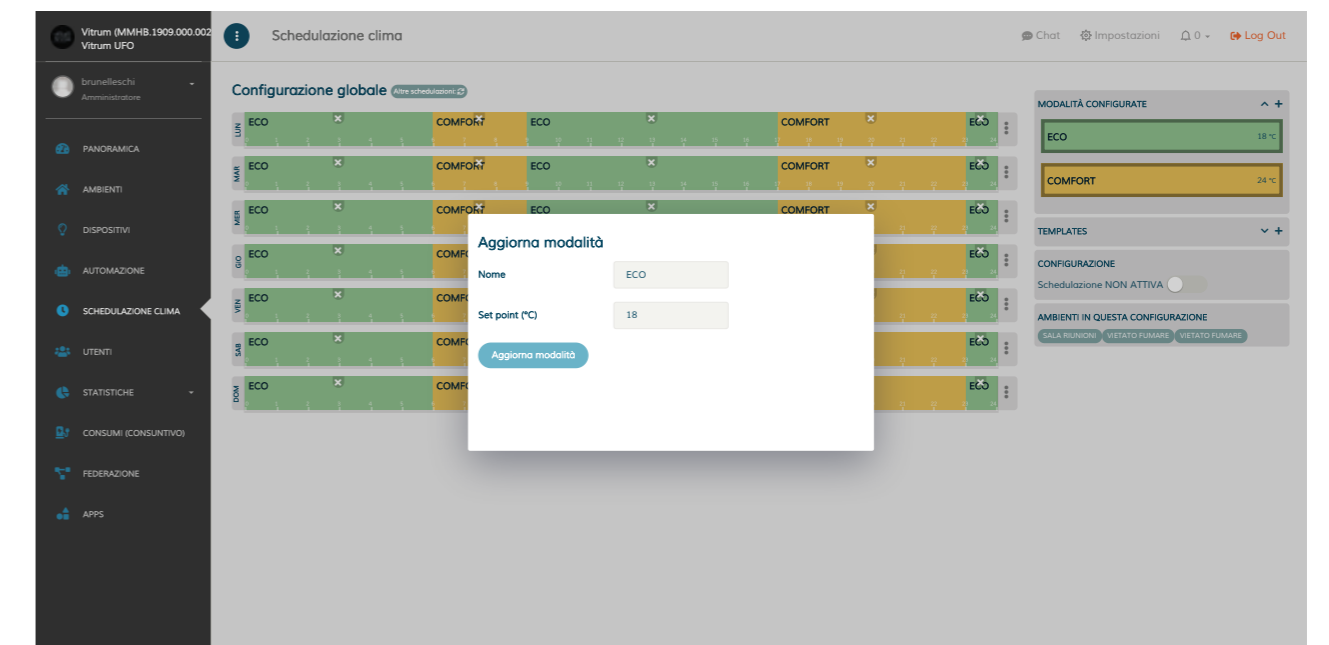 Vitrum (MMHB.1909.000.002
Vitrum UFO
Schedulazione clima
Chat
Impostazioni
0
Log Out
brunelleschi
Amministratore
PANORAMICA
AMBIENTI
DISPOSITIVI
AUTOMAZIONE
SCHEDULAZIONE CLIMA
UTENTI
STATISTICHE
CONSUMI (CONSUNTIVO)
FEDERAZIONE
APPS
Configurazione globale Altre schedulazioni
LUN ECO COMFORT ECO COMFORT ECO
MAR ECO COMFORT ECO COMFORT ECO
MER ECO COMFORT ECO COMFORT ECO
GIO ECO ECO
VEN ECO ECO
SAB ECO ECO
DOM ECO ECO
Aggiorna modalità
Nome ECO
Set point (°C) 18
Aggiorna modalità
MODALITÀ CONFIGURATE
ECO 18 °C
COMFORT 24 °C
TEMPLATES
CONFIGURAZIONE
Schedulazione NON ATTIVA
AMBIENTI IN QUESTA CONFIGURAZIONE
SALA RIUNIONI VIETATO FUMARE VIETATO FUMARE